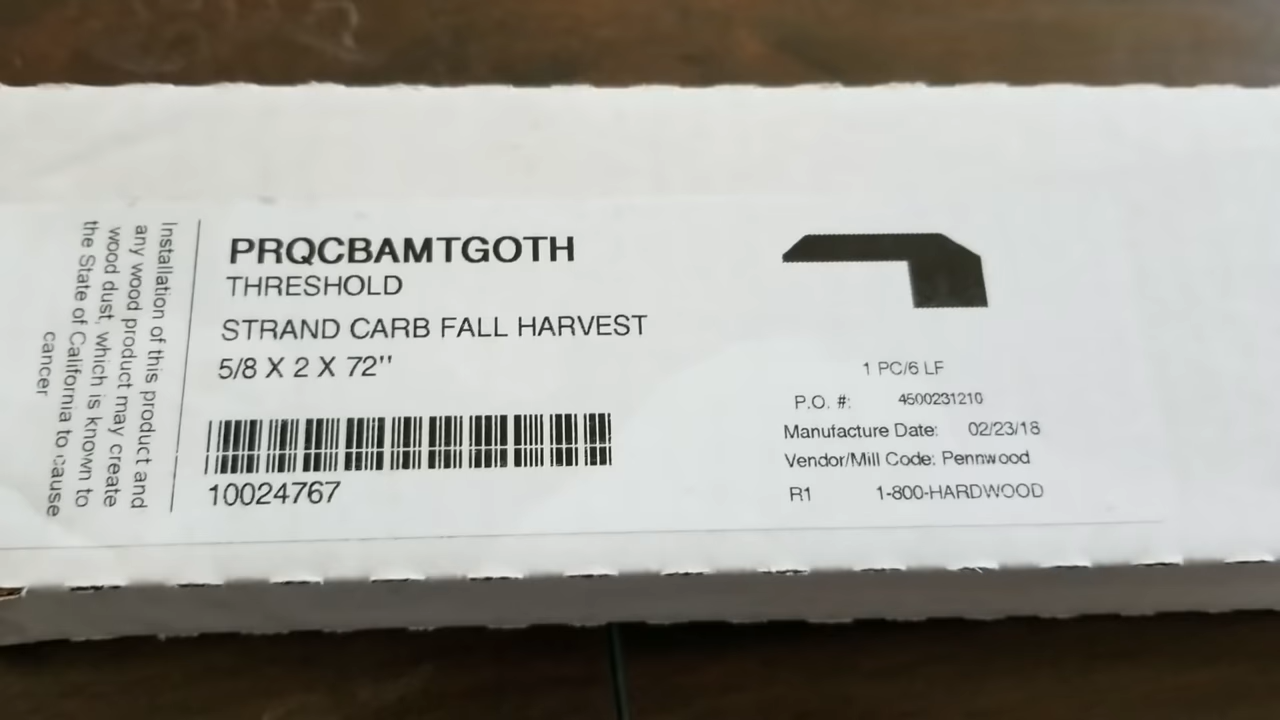 Installation of this product and
any wood product may create
wood dust, which is known to
the State of California to cause
cancer
PRQCBAMTGOTH
THRESHOLD
STRAND CARB FALL HARVEST
5/8 X 2 X 72"
10024767
1 PC/6 LF
P.O. #: 4500231210
Manufacture Date: 02/23/18
Vendor/Mill Code: Pennwood
R1 1-800-HARDWOOD